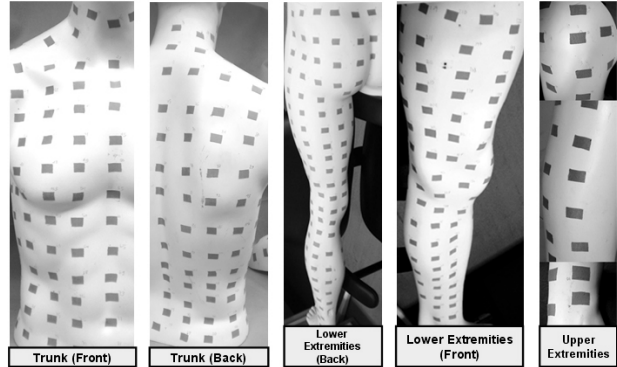 Trunk (Front)
Trunk (Back)
Lower
Extremities
(Back)
Lower Extremities
(Front)
Upper
Extremities